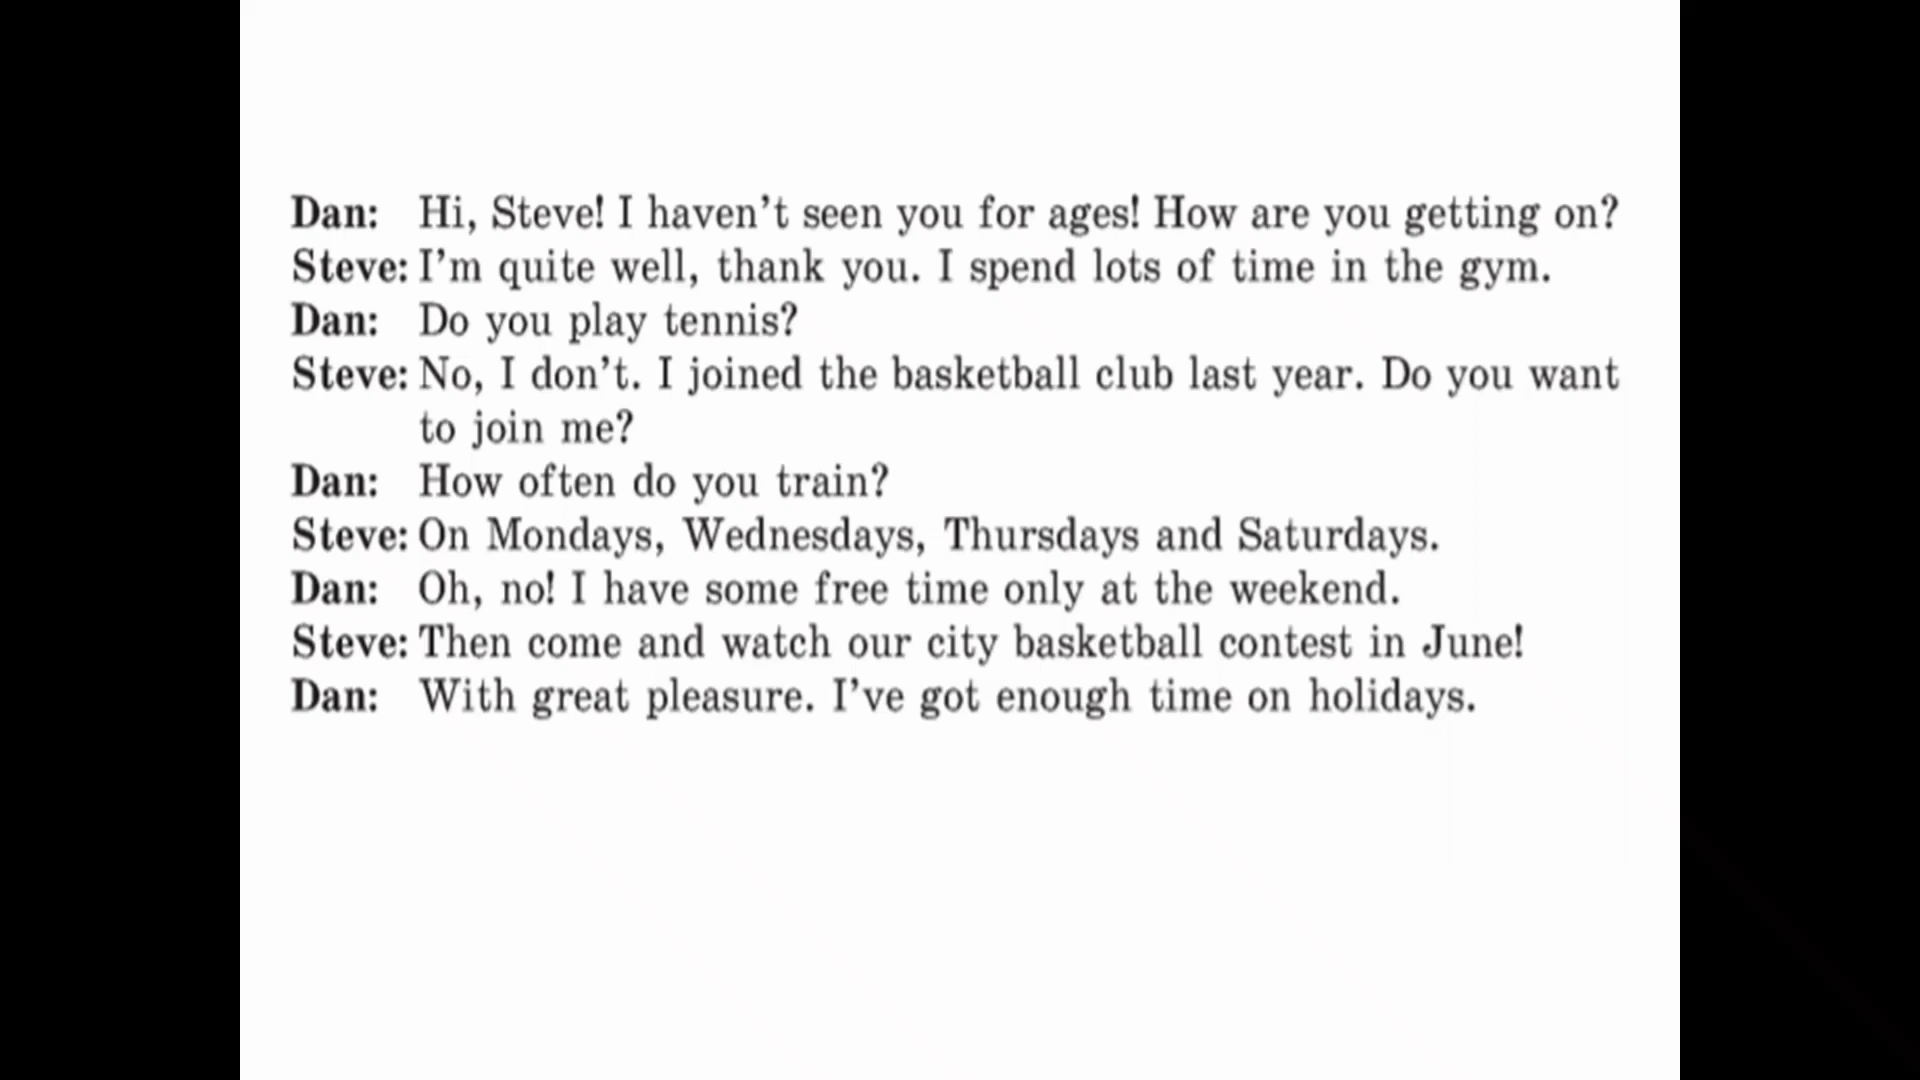 Dan: Hi, Steve! I haven't seen you for ages! How are you getting on?
Steve: I'm quite well, thank you. I spend lots of time in the gym.
Dan: Do you play tennis?
Steve: No, I don't. I joined the basketball club last year. Do you want
to join me?
Dan: How often do you train?
Steve: On Mondays, Wednesdays, Thursdays and Saturdays.
Dan: Oh, no! I have some free time only at the weekend.
Steve: Then come and watch our city basketball contest in June!
Dan: With great pleasure. I've got enough time on holidays.